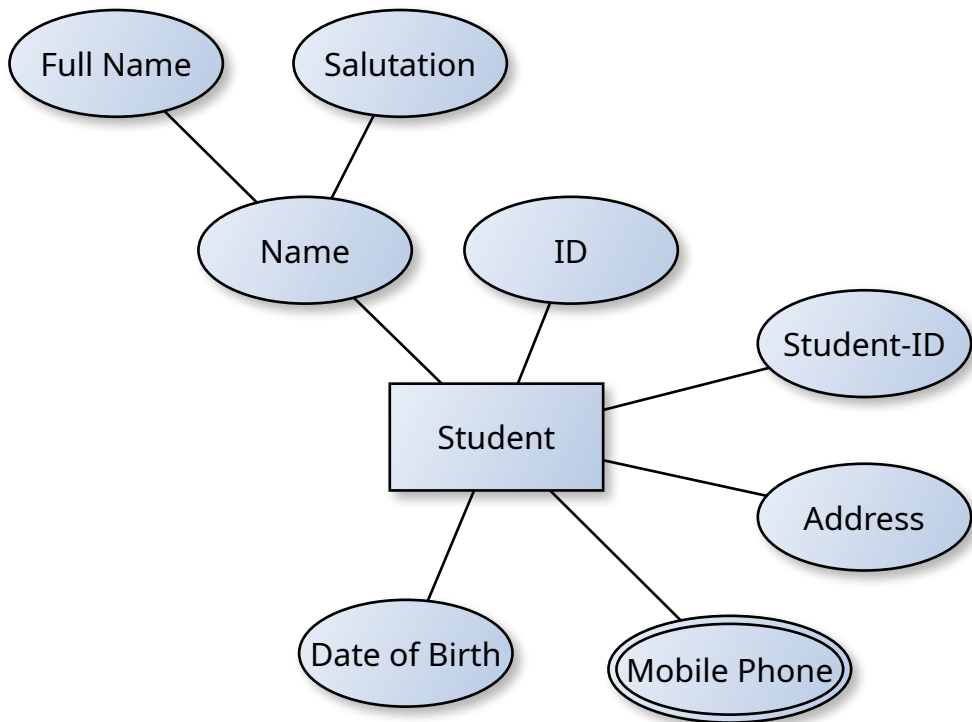 Full Name
Salutation
Name
ID
Student-ID
Student
Address
Date of Birth
Mobile Phone